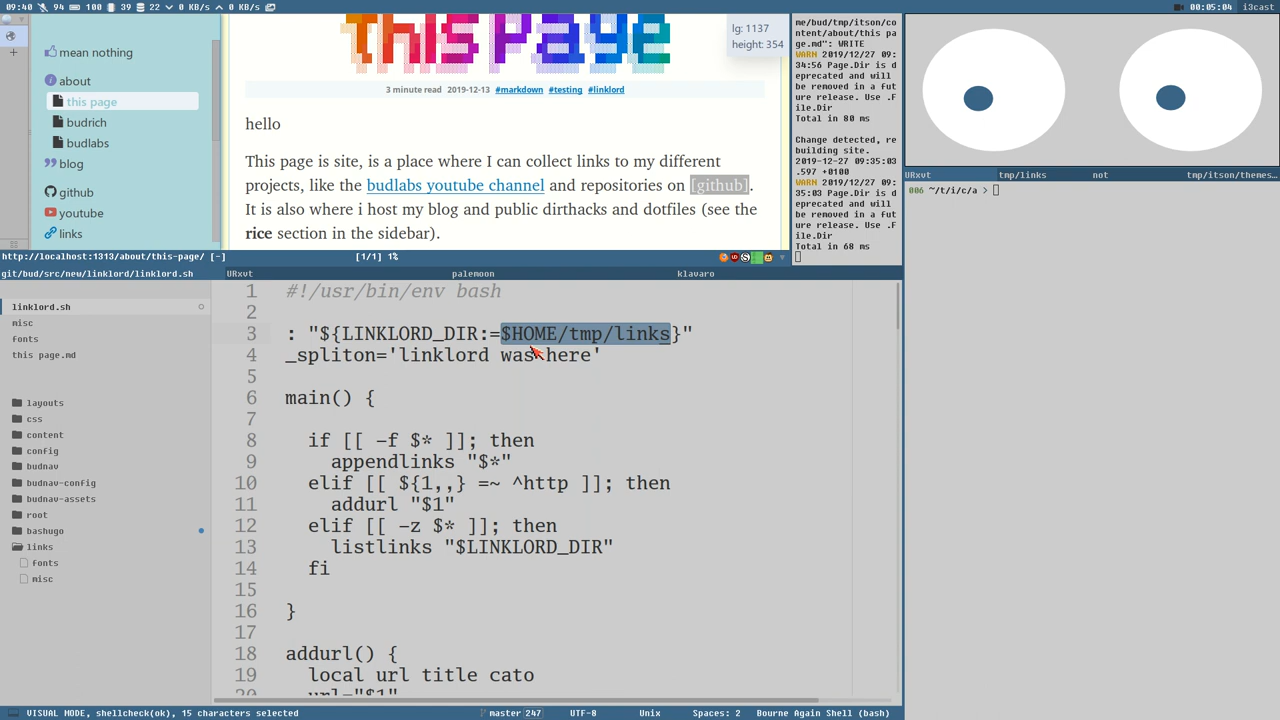 09:40 94 100 39 22 0 KB/s 0 KB/s
00:05:04 i3cast
mean nothing
about
this page
budrich
budlabs
blog
github
youtube
links
This Page
lg: 1137
height: 354
3 minute read 2019-12-13 #markdown #testing #linklord
hello
This page is site, is a place where I can collect links to my different
projects, like the budlabs youtube channel and repositories on [github].
It is also where i host my blog and public dirthacks and dotfiles (see the
rice section in the sidebar).
http://localhost:1313/about/this-page/ [-] [1/1] 1%
me/bud/tmp/itson/co
ntent/about/this pa
ge.md": WRITE
WARN 2019/12/27 09:
34:56 Page.Dir is d
eprecated and will
be removed in a fut
ure release. Use .F
ile.Dir
Total in 80 ms
Change detected, re
building site.
2019-12-27 09:35:03
.597 +0100
WARN 2019/12/27 09:
35:03 Page.Dir is d
eprecated and will
be removed in a fut
ure release. Use .F
ile.Dir
Total in 68 ms
URxvt tmp/links not tmp/itson/themes…
006 ~/t/i/c/a >
git/bud/src/new/linklord/linklord.sh URxvt palemoon klavaro
linklord.sh
misc
fonts
this page.md
layouts
css
content
config
budnav
budnav-config
budnav-assets
root
bashugo
links
fonts
misc
1 #!/usr/bin/env bash
2
3 : "${LINKLORD_DIR:=$HOME/tmp/links}"
4 _spliton='linklord was here'
5
6 main() {
7
8 if [[ -f $* ]]; then
9 appendlinks "$*"
10 elif [[ ${1,,} =~ ^http ]]; then
11 addurl "$1"
12 elif [[ -z $* ]]; then
13 listlinks "$LINKLORD_DIR"
14 fi
15
16 }
17
18 addurl() {
19 local url title cato
20 url="$1"
VISUAL MODE, shellcheck(ok), 15 characters selected master 247 UTF-8 Unix Spaces: 2 Bourne Again Shell (bash)